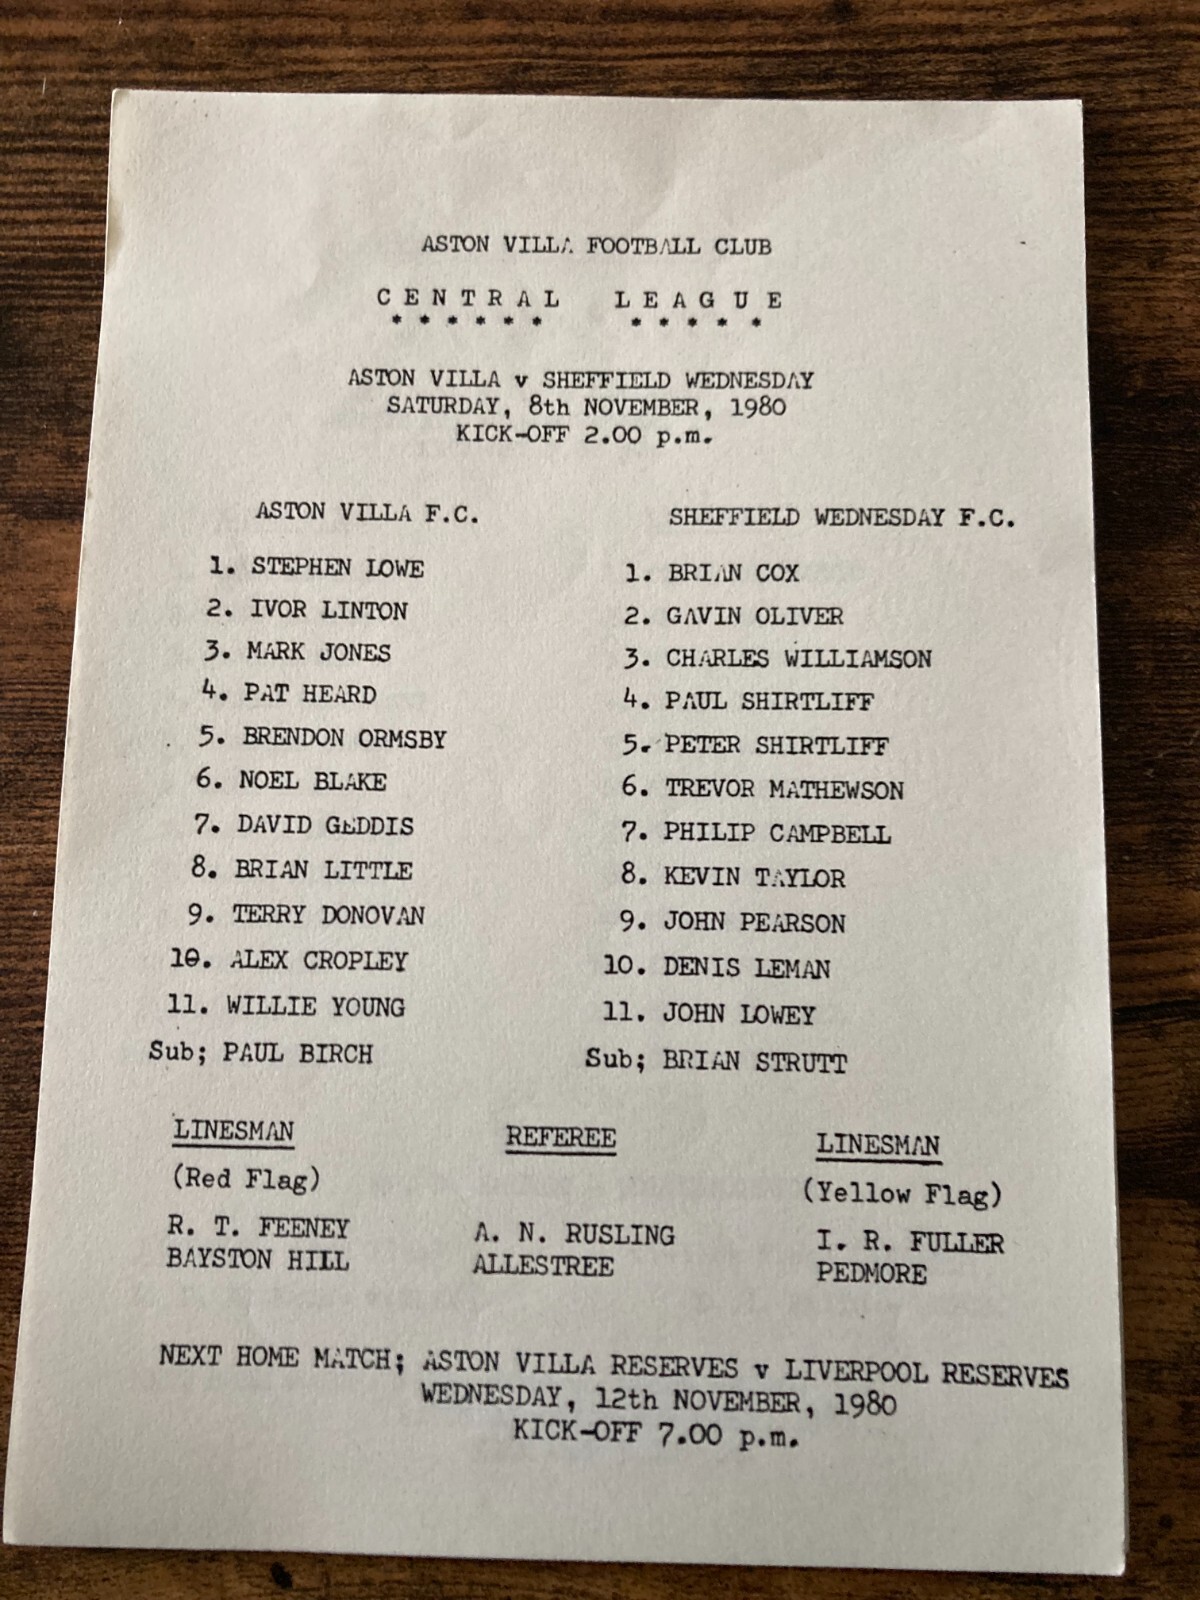 ASTON VILLA FOOTBALL CLUB
CENTRAL LEAGUE
* * * * * * * * * * *
ASTON VILLA v SHEFFIELD WEDNESDAY
SATURDAY, 8th NOVEMBER, 1980
KICK-OFF 2.00 p.m.
ASTON VILLA F.C.
1. STEPHEN LOWE
2. IVOR LINTON
3. MARK JONES
4. PAT HEARD
5. BRENDON ORMSBY
6. NOEL BLAKE
7. DAVID GEDDIS
8. BRIAN LITTLE
9. TERRY DONOVAN
10. ALEX CROPLEY
11. WILLIE YOUNG
Sub; PAUL BIRCH
SHEFFIELD WEDNESDAY F.C.
1. BRIAN COX
2. GAVIN OLIVER
3. CHARLES WILLIAMSON
4. PAUL SHIRTLIFF
5. PETER SHIRTLIFF
6. TREVOR MATHEWSON
7. PHILIP CAMPBELL
8. KEVIN TAYLOR
9. JOHN PEARSON
10. DENIS LEMAN
11. JOHN LOWEY
Sub; BRIAN STRUTT
LINESMAN
(Red Flag)
R. T. FEENEY
BAYSTON HILL
REFEREE
A. N. RUSLING
ALLESTREE
LINESMAN
(Yellow Flag)
I. R. FULLER
PEDMORE
NEXT HOME MATCH; ASTON VILLA RESERVES v LIVERPOOL RESERVES
WEDNESDAY, 12th NOVEMBER, 1980
KICK-OFF 7.00 p.m.